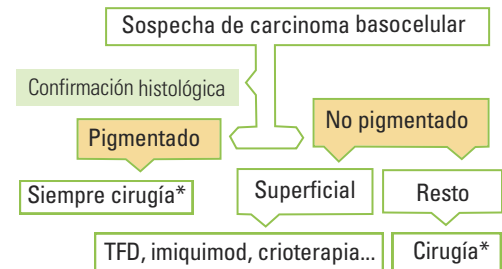 Sospecha de carcinoma basocelular
Confirmación histológica
Pigmentado
No pigmentado
Siempre cirugía*
Superficial
Resto
TFD, imiquimod, crioterapia...
Cirugía*